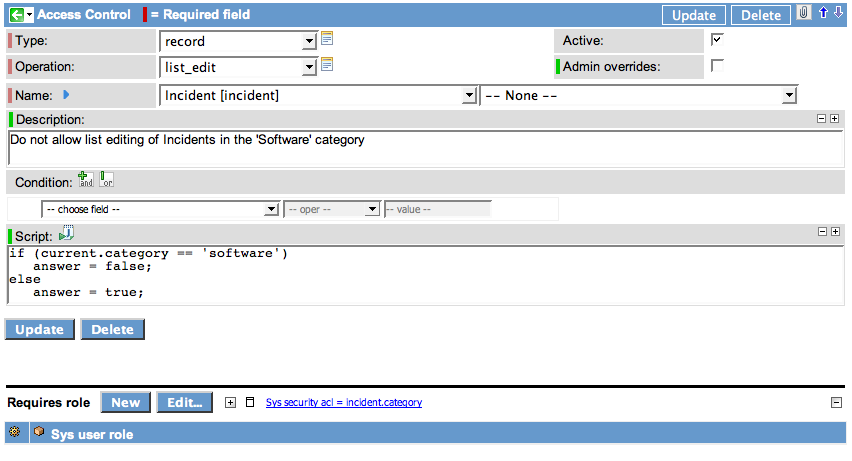 Access Control = Required field Update Delete
Type: record Active:
Operation: list_edit Admin overrides:
Name: Incident [incident] -- None --
Description:
Do not allow list editing of Incidents in the 'Software' category
Condition: and or
-- choose field -- -- oper -- -- value --
Script:
if (current.category == 'software')
answer = false;
else
answer = true;
Update Delete
Requires role New Edit... Sys security acl = incident.category
Sys user role